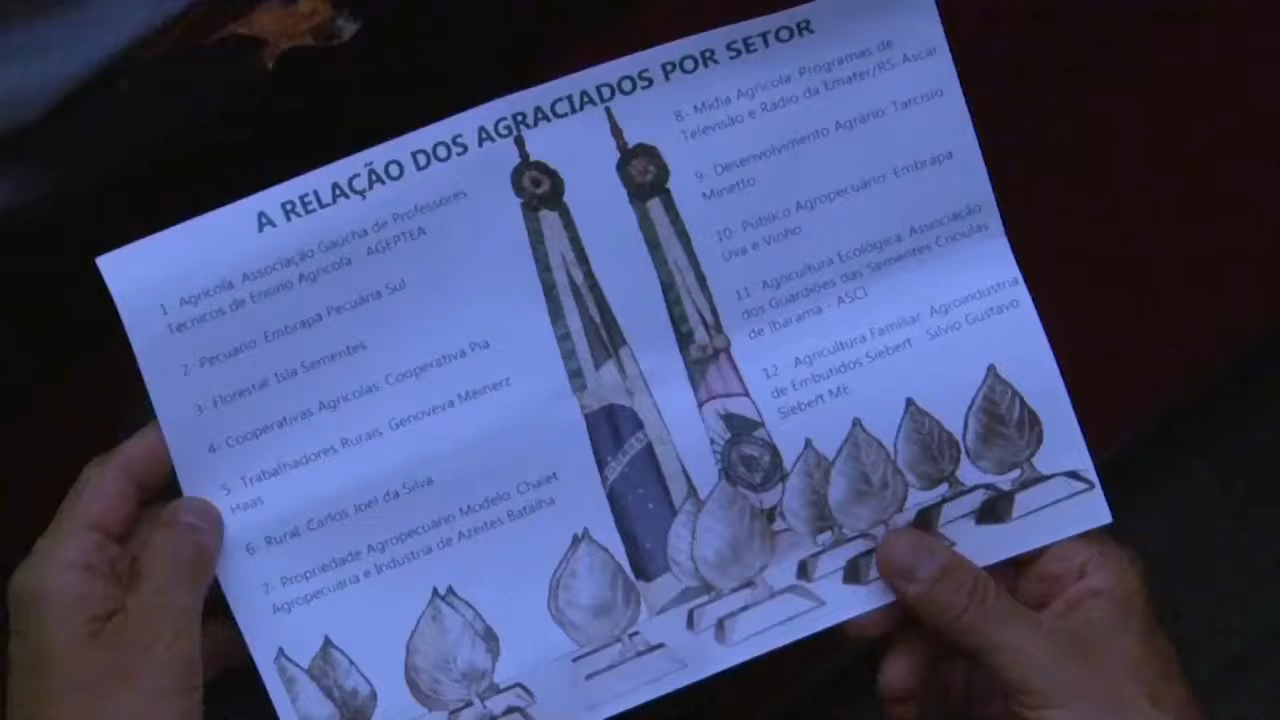 A RELAÇÃO DOS AGRACIADOS POR SETOR
1- Agrícola: Associação Gaúcha de Professores
Técnicos de Ensino Agrícola - AGEPTEA
2- Pecuário: Embrapa Pecuária Sul
3- Florestal: Isla Sementes
4- Cooperativas Agrícolas: Cooperativa Piá
5- Trabalhadores Rurais: Genoveva Meinerz
Haas
6- Rural: Carlos Joel da Silva
7- Propriedade Agropecuário Modelo: Chalet
Agropecuária e Indústria de Azeites Batalha
8- Mídia Agrícola: Programas de
Televisão e Rádio da Emater/RS-Ascar
9- Desenvolvimento Agrário: Tarcísio
Minetto
10- Público Agropecuário: Embrapa
Uva e Vinho
11- Agricultura Ecológica: Associação
dos Guardiões das Sementes Crioulas
de Ibarama - ASCI
12- Agricultura Familiar: Agroindústria
de Embutidos Siebert - Silvio Gustavo
Siebert ME